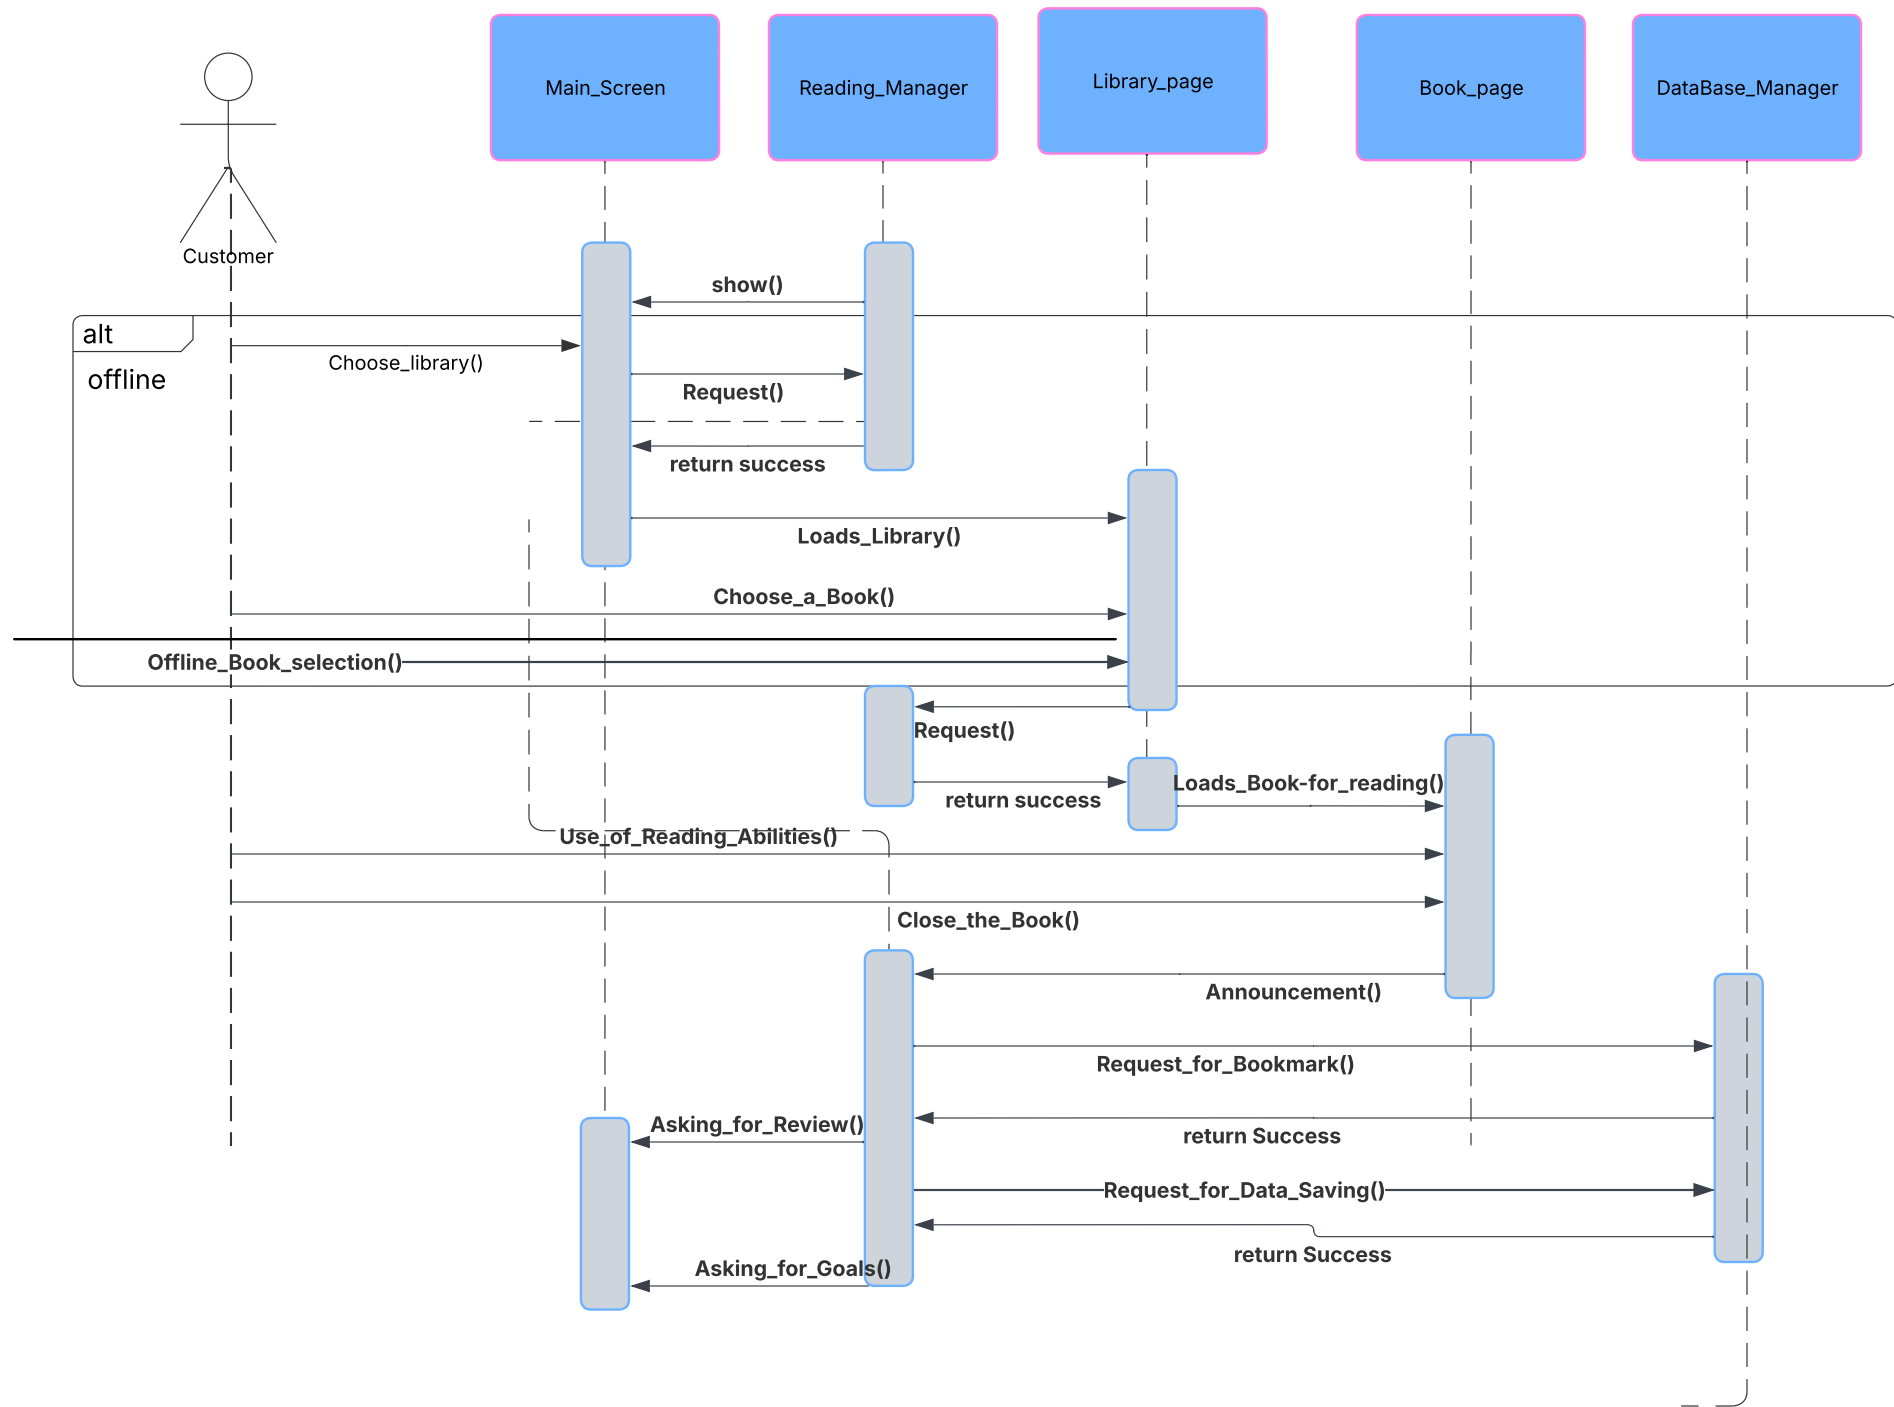 Main_Screen
Reading_Manager
Library_page
Book_page
DataBase_Manager
Customer
show()
alt
Choose_library()
offline
Request()
return success
Loads_Library()
Choose_a_Book()
Offline_Book_selection()
Request()
Loads_Book-for_reading()
return success
Use_of_Reading_Abilities()
Close_the_Book()
Announcement()
Request_for_Bookmark()
Asking_for_Review()
return Success
Request_for_Data_Saving()
return Success
Asking_for_Goals()